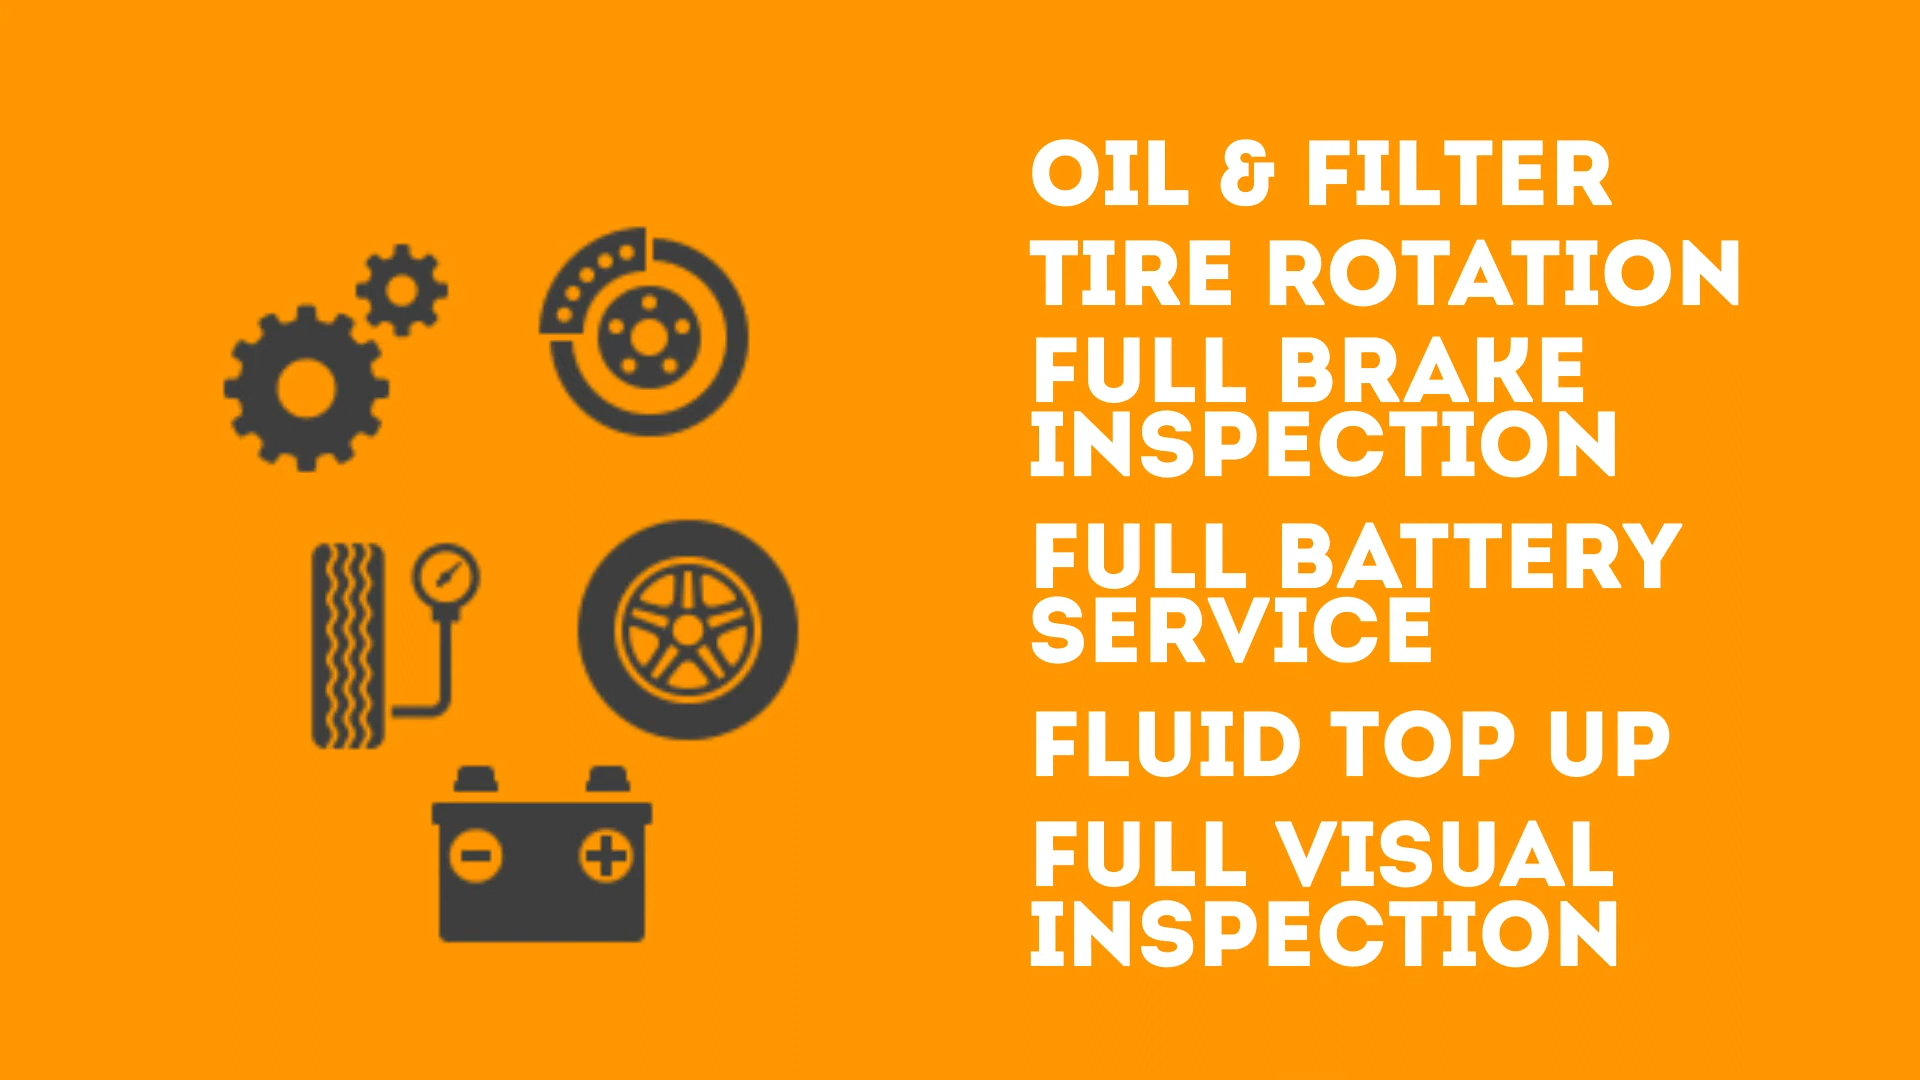 OIL & FILTER
TIRE ROTATION
FULL BRAKE
INSPECTION
FULL BATTERY
SERVICE
FLUID TOP UP
FULL VISUAL
INSPECTION